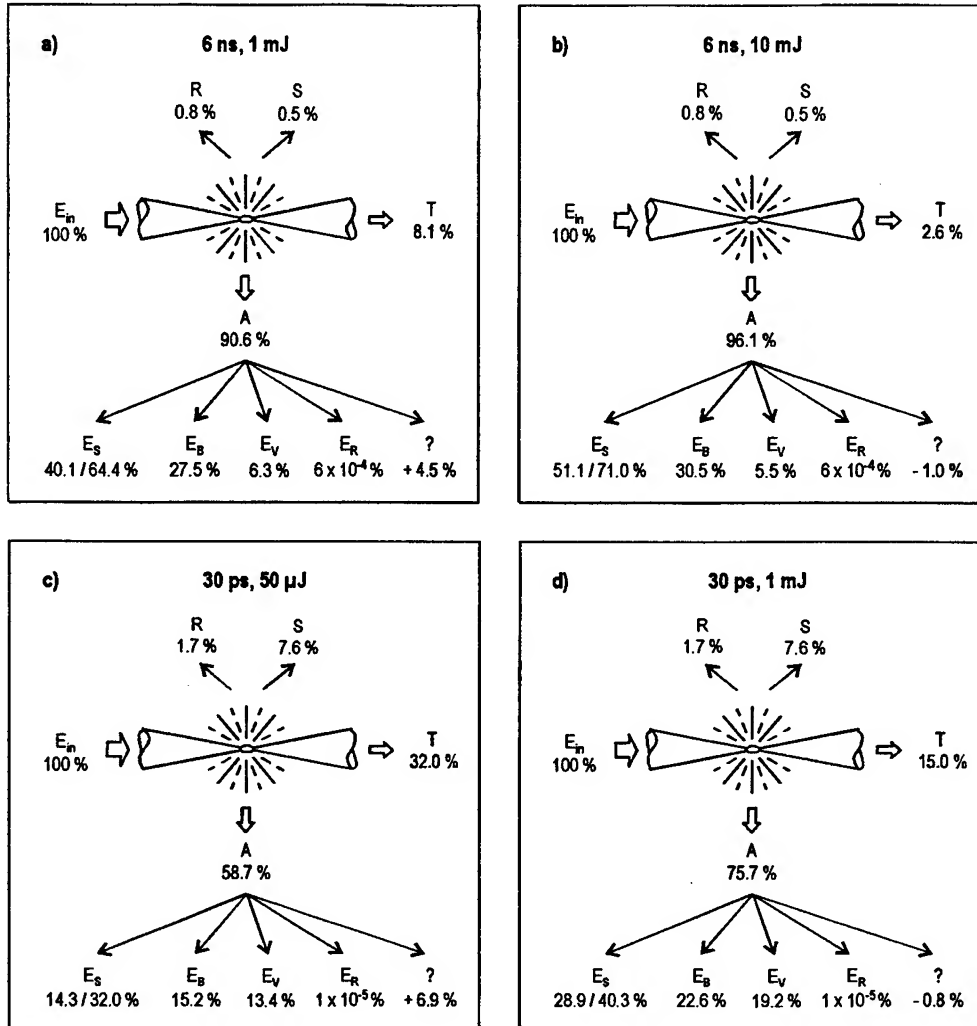 a) 6 ns, 1 mJ
R S
0.8 % 0.5 %
E_in
100 %
T
8.1 %
A
90.6 %
E_S E_B E_V E_R ?
40.1 / 64.4 % 27.5 % 6.3 % 6 x 10⁻⁴ % + 4.5 %
b) 6 ns, 10 mJ
R S
0.8 % 0.5 %
E_in
100 %
T
2.6 %
A
96.1 %
E_S E_B E_V E_R ?
51.1 / 71.0 % 30.5 % 5.5 % 6 x 10⁻⁴ % - 1.0 %
c) 30 ps, 50 µJ
R S
1.7 % 7.6 %
E_in
100 %
T
32.0 %
A
58.7 %
E_S E_B E_V E_R ?
14.3 / 32.0 % 15.2 % 13.4 % 1 x 10⁻⁵ % + 6.9 %
d) 30 ps, 1 mJ
R S
1.7 % 7.6 %
E_in
100 %
T
15.0 %
A
75.7 %
E_S E_B E_V E_R ?
28.9 / 40.3 % 22.6 % 19.2 % 1 x 10⁻⁵ % - 0.8 %